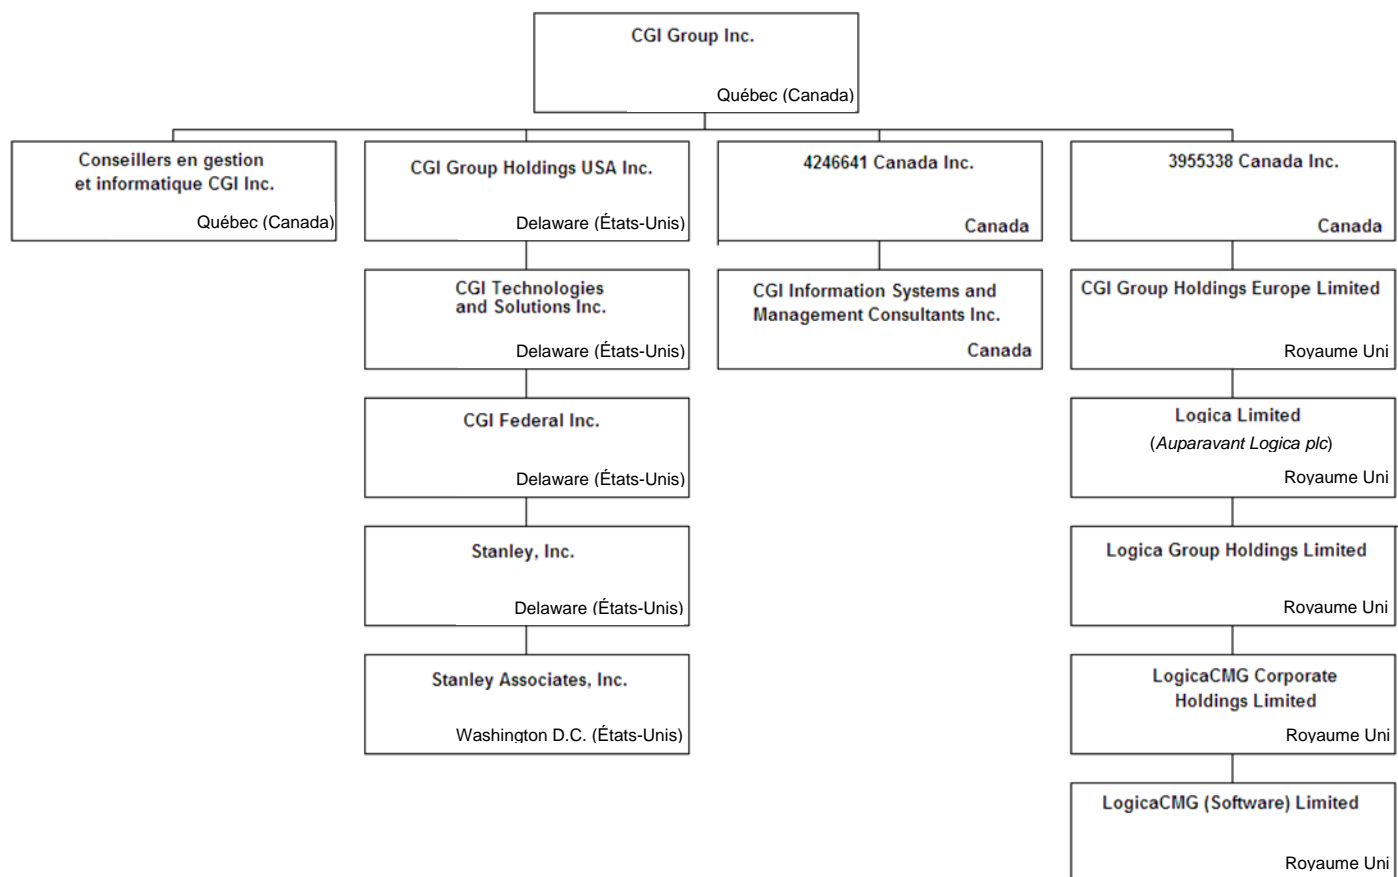 CGI Group Inc.
Québec (Canada)
Conseillers en gestion
et informatique CGI Inc.
Québec (Canada)
CGI Group Holdings USA Inc.
Delaware (États-Unis)
4246641 Canada Inc.
Canada
3955338 Canada Inc.
Canada
CGI Technologies
and Solutions Inc.
Delaware (États-Unis)
CGI Information Systems and
Management Consultants Inc.
Canada
CGI Group Holdings Europe Limited
Royaume Uni
CGI Federal Inc.
Delaware (États-Unis)
Logica Limited
(Auparavant Logica plc)
Royaume Uni
Stanley, Inc.
Delaware (États-Unis)
Logica Group Holdings Limited
Royaume Uni
Stanley Associates, Inc.
Washington D.C. (États-Unis)
LogicaCMG Corporate
Holdings Limited
Royaume Uni
LogicaCMG (Software) Limited
Royaume Uni